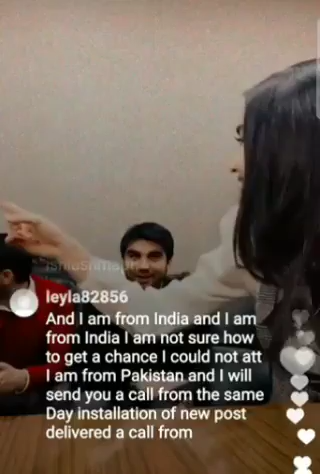 leyla82856
And I am from India and I am
from India I am not sure how
to get a chance I could not att
I am from Pakistan and I will
send you a call from the same
Day installation of new post
delivered a call from